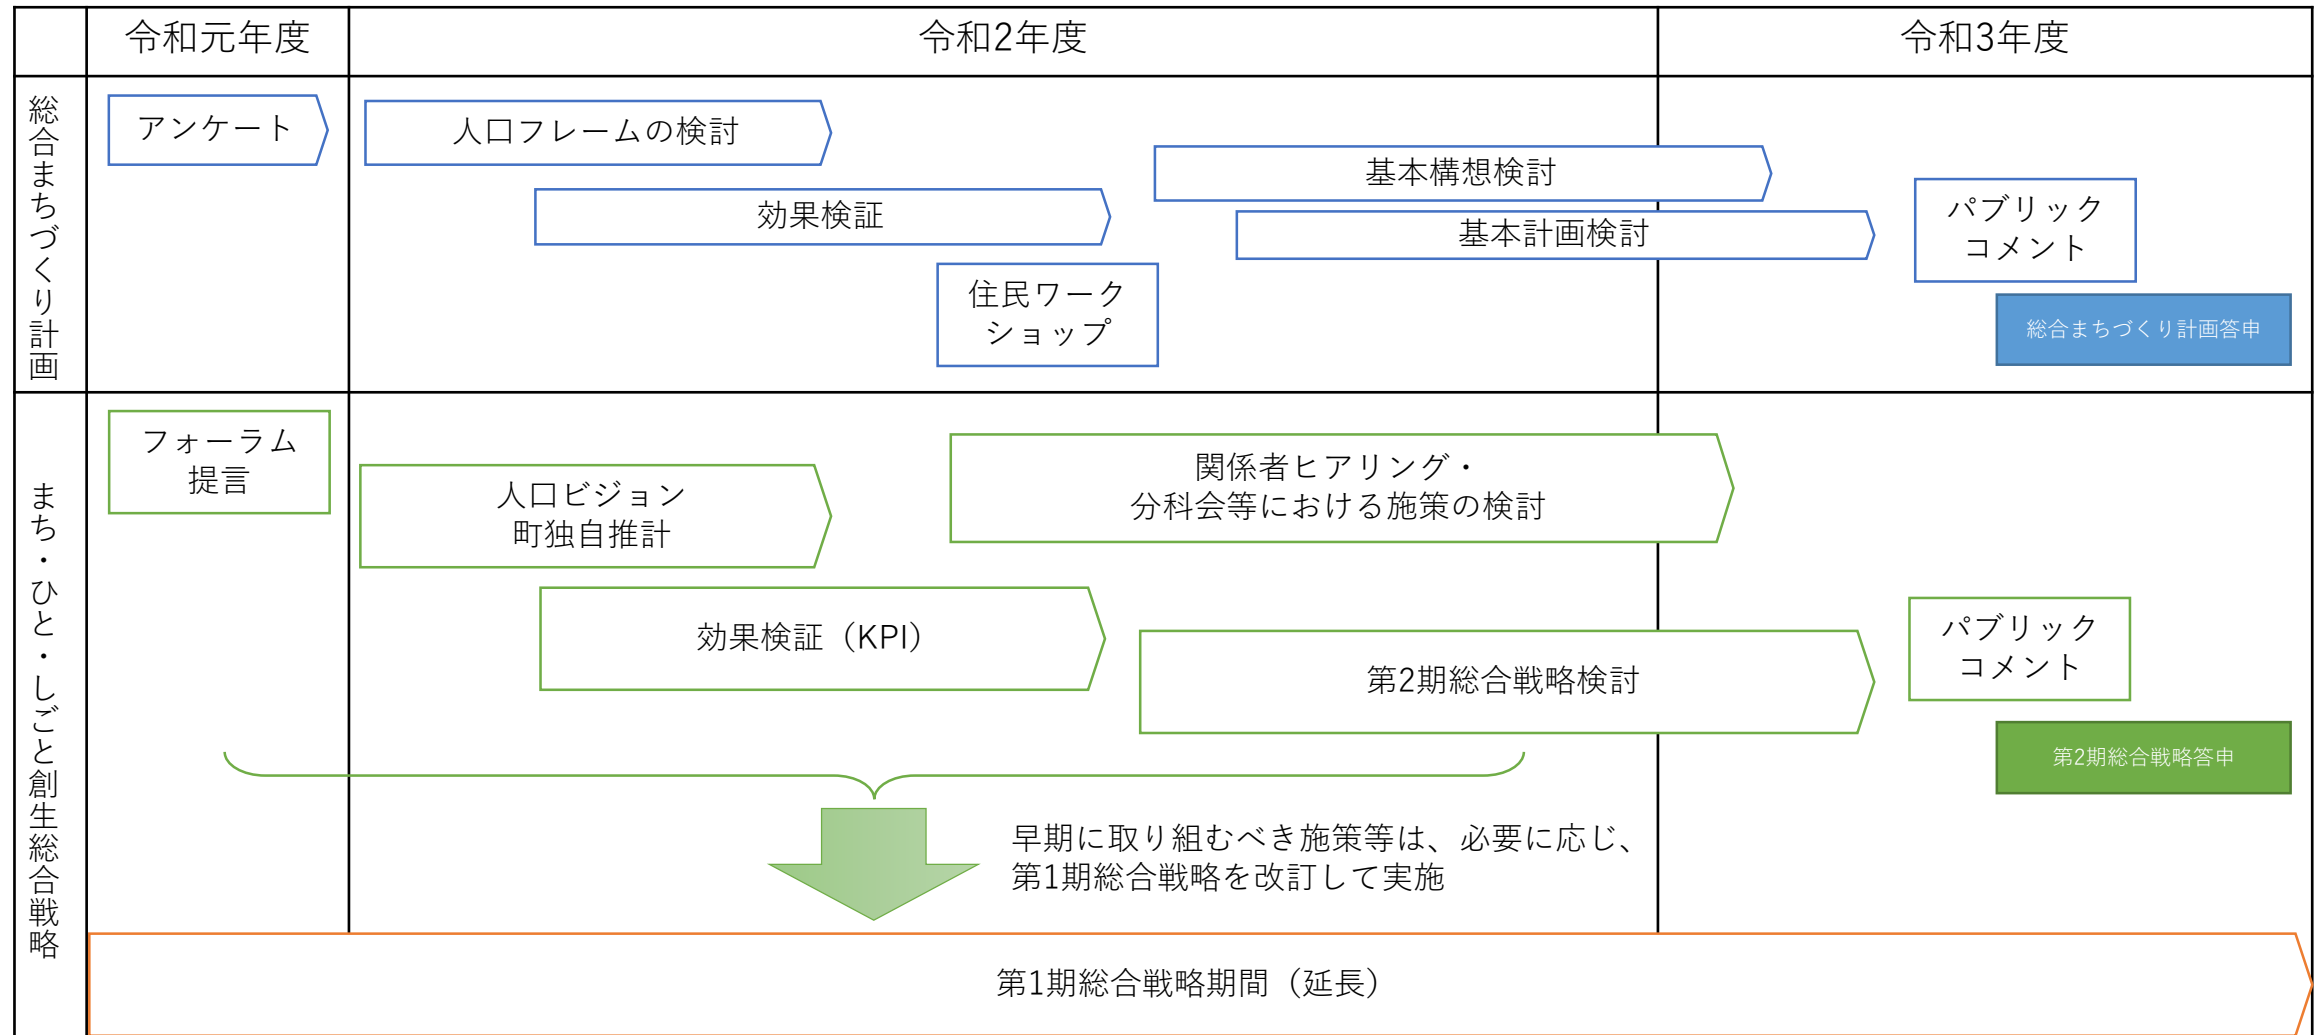 令和元年度
令和2年度
令和3年度
総合まちづくり計画
アンケート
人口フレームの検討
効果検証
住民ワーク
ショップ
基本構想検討
基本計画検討
パブリック
コメント
総合まちづくり計画答申
まち・ひと・しごと創生総合戦略
フォーラム
提言
人口ビジョン
町独自推計
関係者ヒアリング・
分科会等における施策の検討
効果検証（KPI）
第2期総合戦略検討
パブリック
コメント
第2期総合戦略答申
早期に取り組むべき施策等は、必要に応じ、
第1期総合戦略を改訂して実施
第1期総合戦略期間（延長）